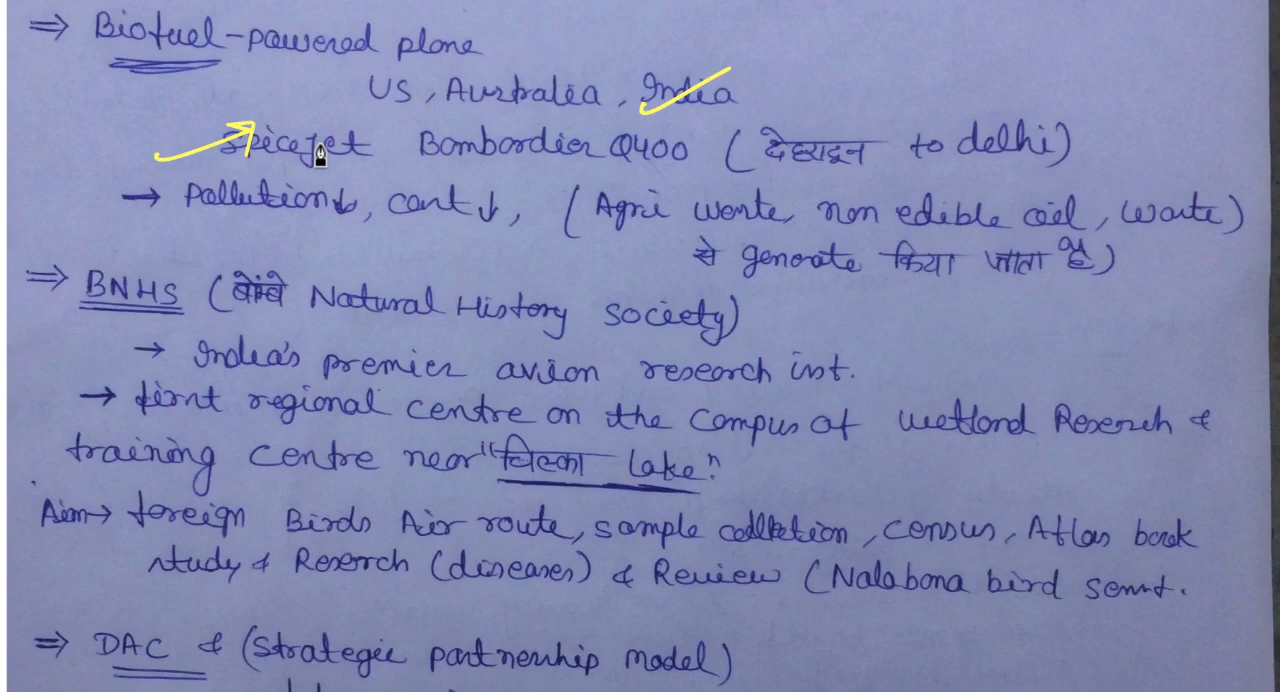 ⇒ Biofuel-powered plane
US, Australia, India
Spicejet Bombardier Q400 (देहरादून to delhi)
→ Pollution↓, cost↓, (Agri waste, non edible oil, waste)
से generate किया जाता है)
⇒ BNHS (बोम्बे Natural History Society)
→ India's premier avian research inst.
→ first regional centre on the campus of wetland Reserch &
training centre near "चिल्का lake"
Aim→ foreign Birds Air route, sample colletion, census, Atlas book
study & Reserch (diseases) & Review (Nalabana bird sanct.
⇒ DAC & (Strategic partnership model)